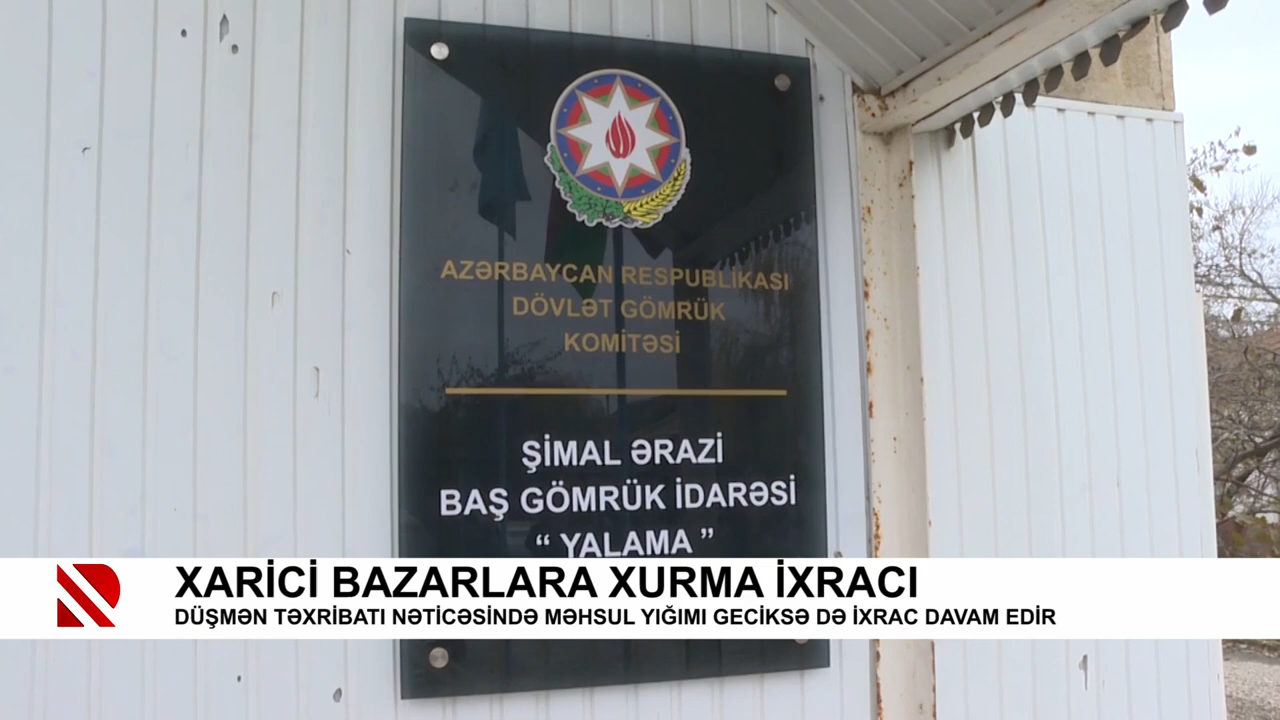 AZƏRBAYCAN RESPUBLİKASI
DÖVLƏT GÖMRÜK
KOMİTƏSİ
ŞİMAL ƏRAZİ
BAŞ GÖMRÜK İDARƏSİ
“ YALAMA ”
XARİCİ BAZARLARA XURMA İXRACI
DÜŞMƏN TƏXRİBATI NƏTİCƏSİNDƏ MƏHSUL YIĞIMI GECİKSƏ DƏ İXRAC DAVAM EDİR